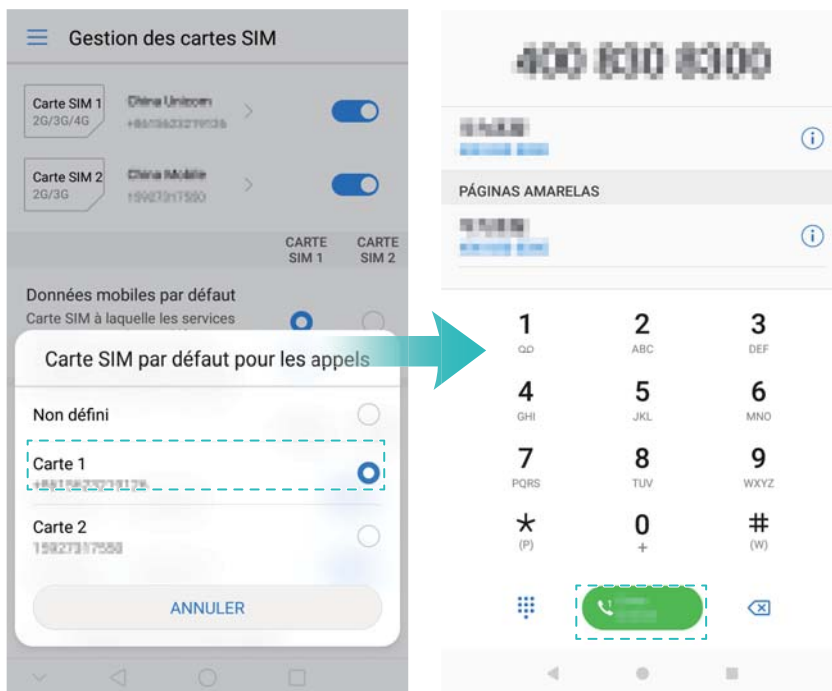 Gestion des cartes SIM
Carte SIM 1
2G/3G/4G
Carte SIM 2
2G/3G
CARTE SIM 1
CARTE SIM 2
Données mobiles par défaut
Carte SIM à laquelle les services
Carte SIM par défaut pour les appels
Non défini
Carte 1
Carte 2
ANNULER
PÁGINAS AMARELAS
1 2 3
ABC DEF
4 5 6
GHI JKL MNO
7 8 9
PQRS TUV WXYZ
* 0 #
(P) + (W)